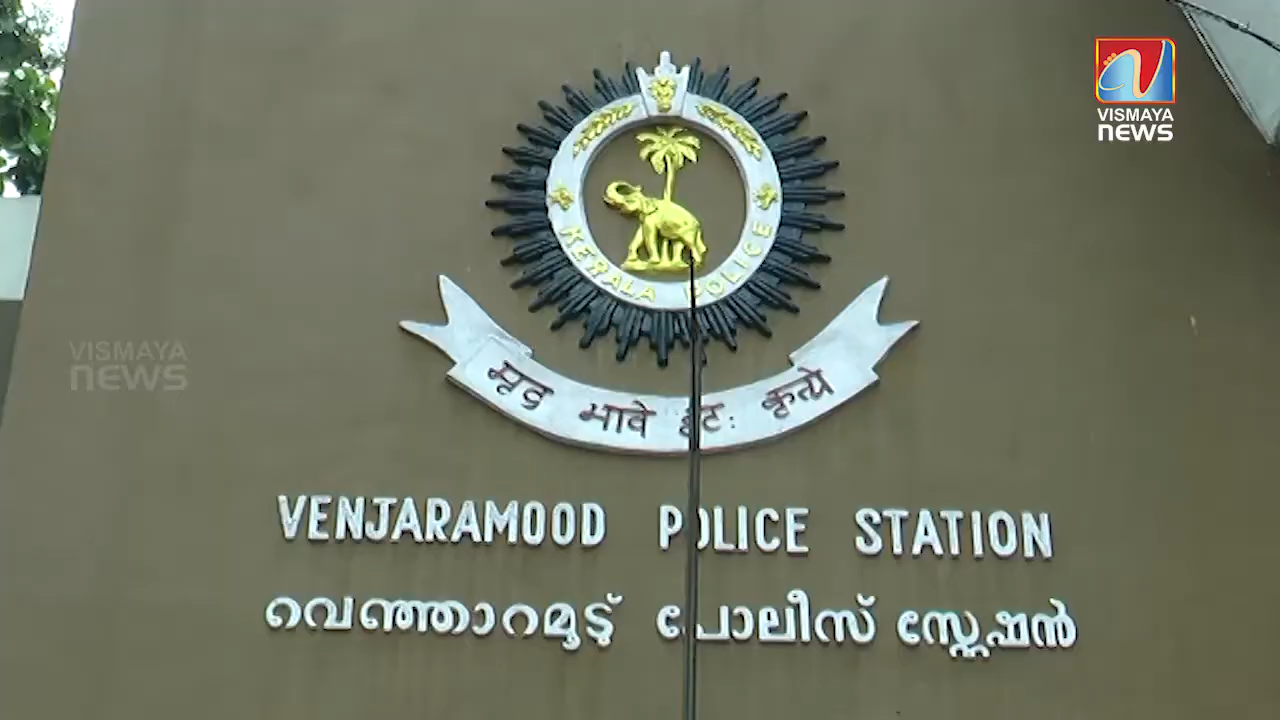 VISMAYA
NEWS
KERALA POLICE
VISMAYA
NEWS
मृदु भावे दृढः कृत्ये
VENJARAMOOD POLICE STATION
വെഞ്ഞാറമൂട് പോലീസ് സ്റ്റേഷൻ